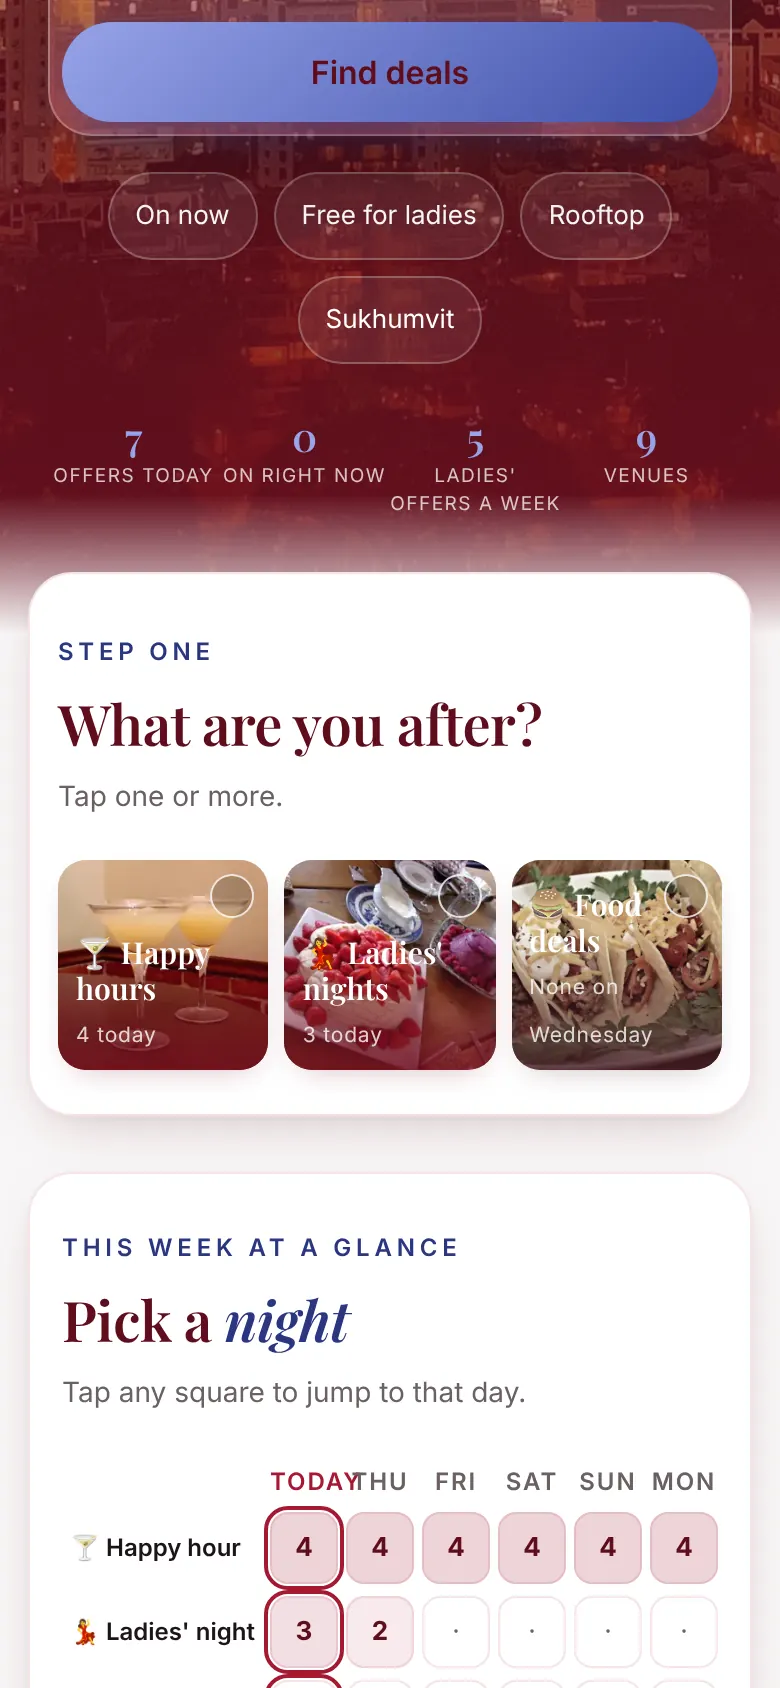 Find deals
On now
Free for ladies
Rooftop
Sukhumvit
7
0
5
9
OFFERS TODAY
ON RIGHT NOW
LADIES'
OFFERS A WEEK
VENUES
STEP ONE
What are you after?
Tap one or more.
🍸 Happy
hours
4 today
💃 Ladies'
nights
3 today
🍔 Food
deals
None on
Wednesday
THIS WEEK AT A GLANCE
Pick a night
Tap any square to jump to that day.
TODAY THU FRI SAT SUN MON
🍸 Happy hour 4 4 4 4 4 4
💃 Ladies' night 3 2 · · · ·